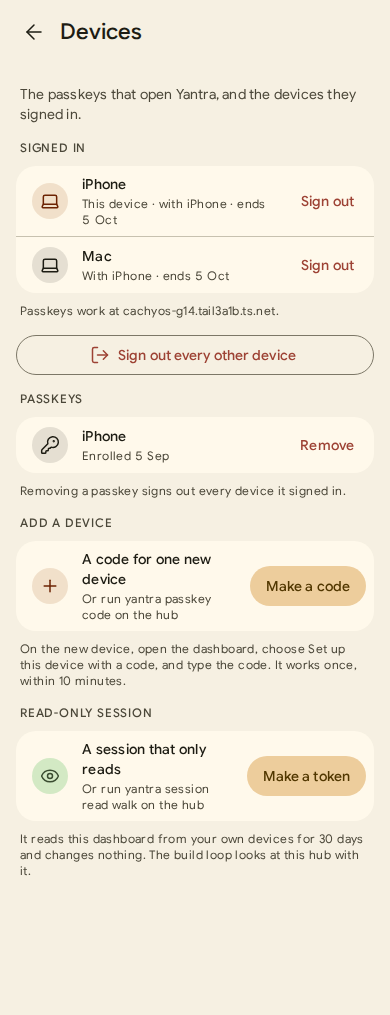 Devices
The passkeys that open Yantra, and the devices they
signed in.
SIGNED IN
iPhone
This device · with iPhone · ends
5 Oct
Sign out
Mac
With iPhone · ends 5 Oct
Sign out
Passkeys work at cachyos-g14.tail3a1b.ts.net.
Sign out every other device
PASSKEYS
iPhone
Enrolled 5 Sep
Remove
Removing a passkey signs out every device it signed in.
ADD A DEVICE
A code for one new
device
Or run yantra passkey
code on the hub
Make a code
On the new device, open the dashboard, choose Set up
this device with a code, and type the code. It works once,
within 10 minutes.
READ-ONLY SESSION
A session that only
reads
Or run yantra session
read walk on the hub
Make a token
It reads this dashboard from your own devices for 30 days
and changes nothing. The build loop looks at this hub with
it.